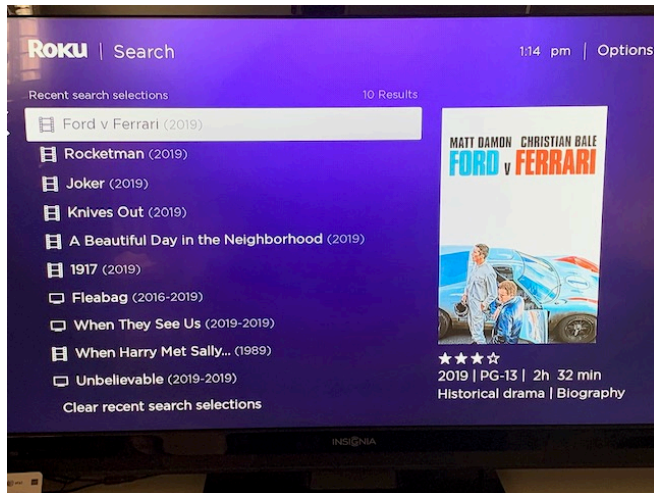 Roku | Search
1:14 pm | Options
Recent search selections
10 Results
Ford v Ferrari (2019)
Rocketman (2019)
Joker (2019)
Knives Out (2019)
A Beautiful Day in the Neighborhood (2019)
1917 (2019)
Fleabag (2016-2019)
When They See Us (2019-2019)
When Harry Met Sally... (1989)
Unbelievable (2019-2019)
Clear recent search selections
MATT DAMON CHRISTIAN BALE
FORD v FERRARI
2019 | PG-13 | 2h 32 min
Historical drama | Biography
INSIGNIA